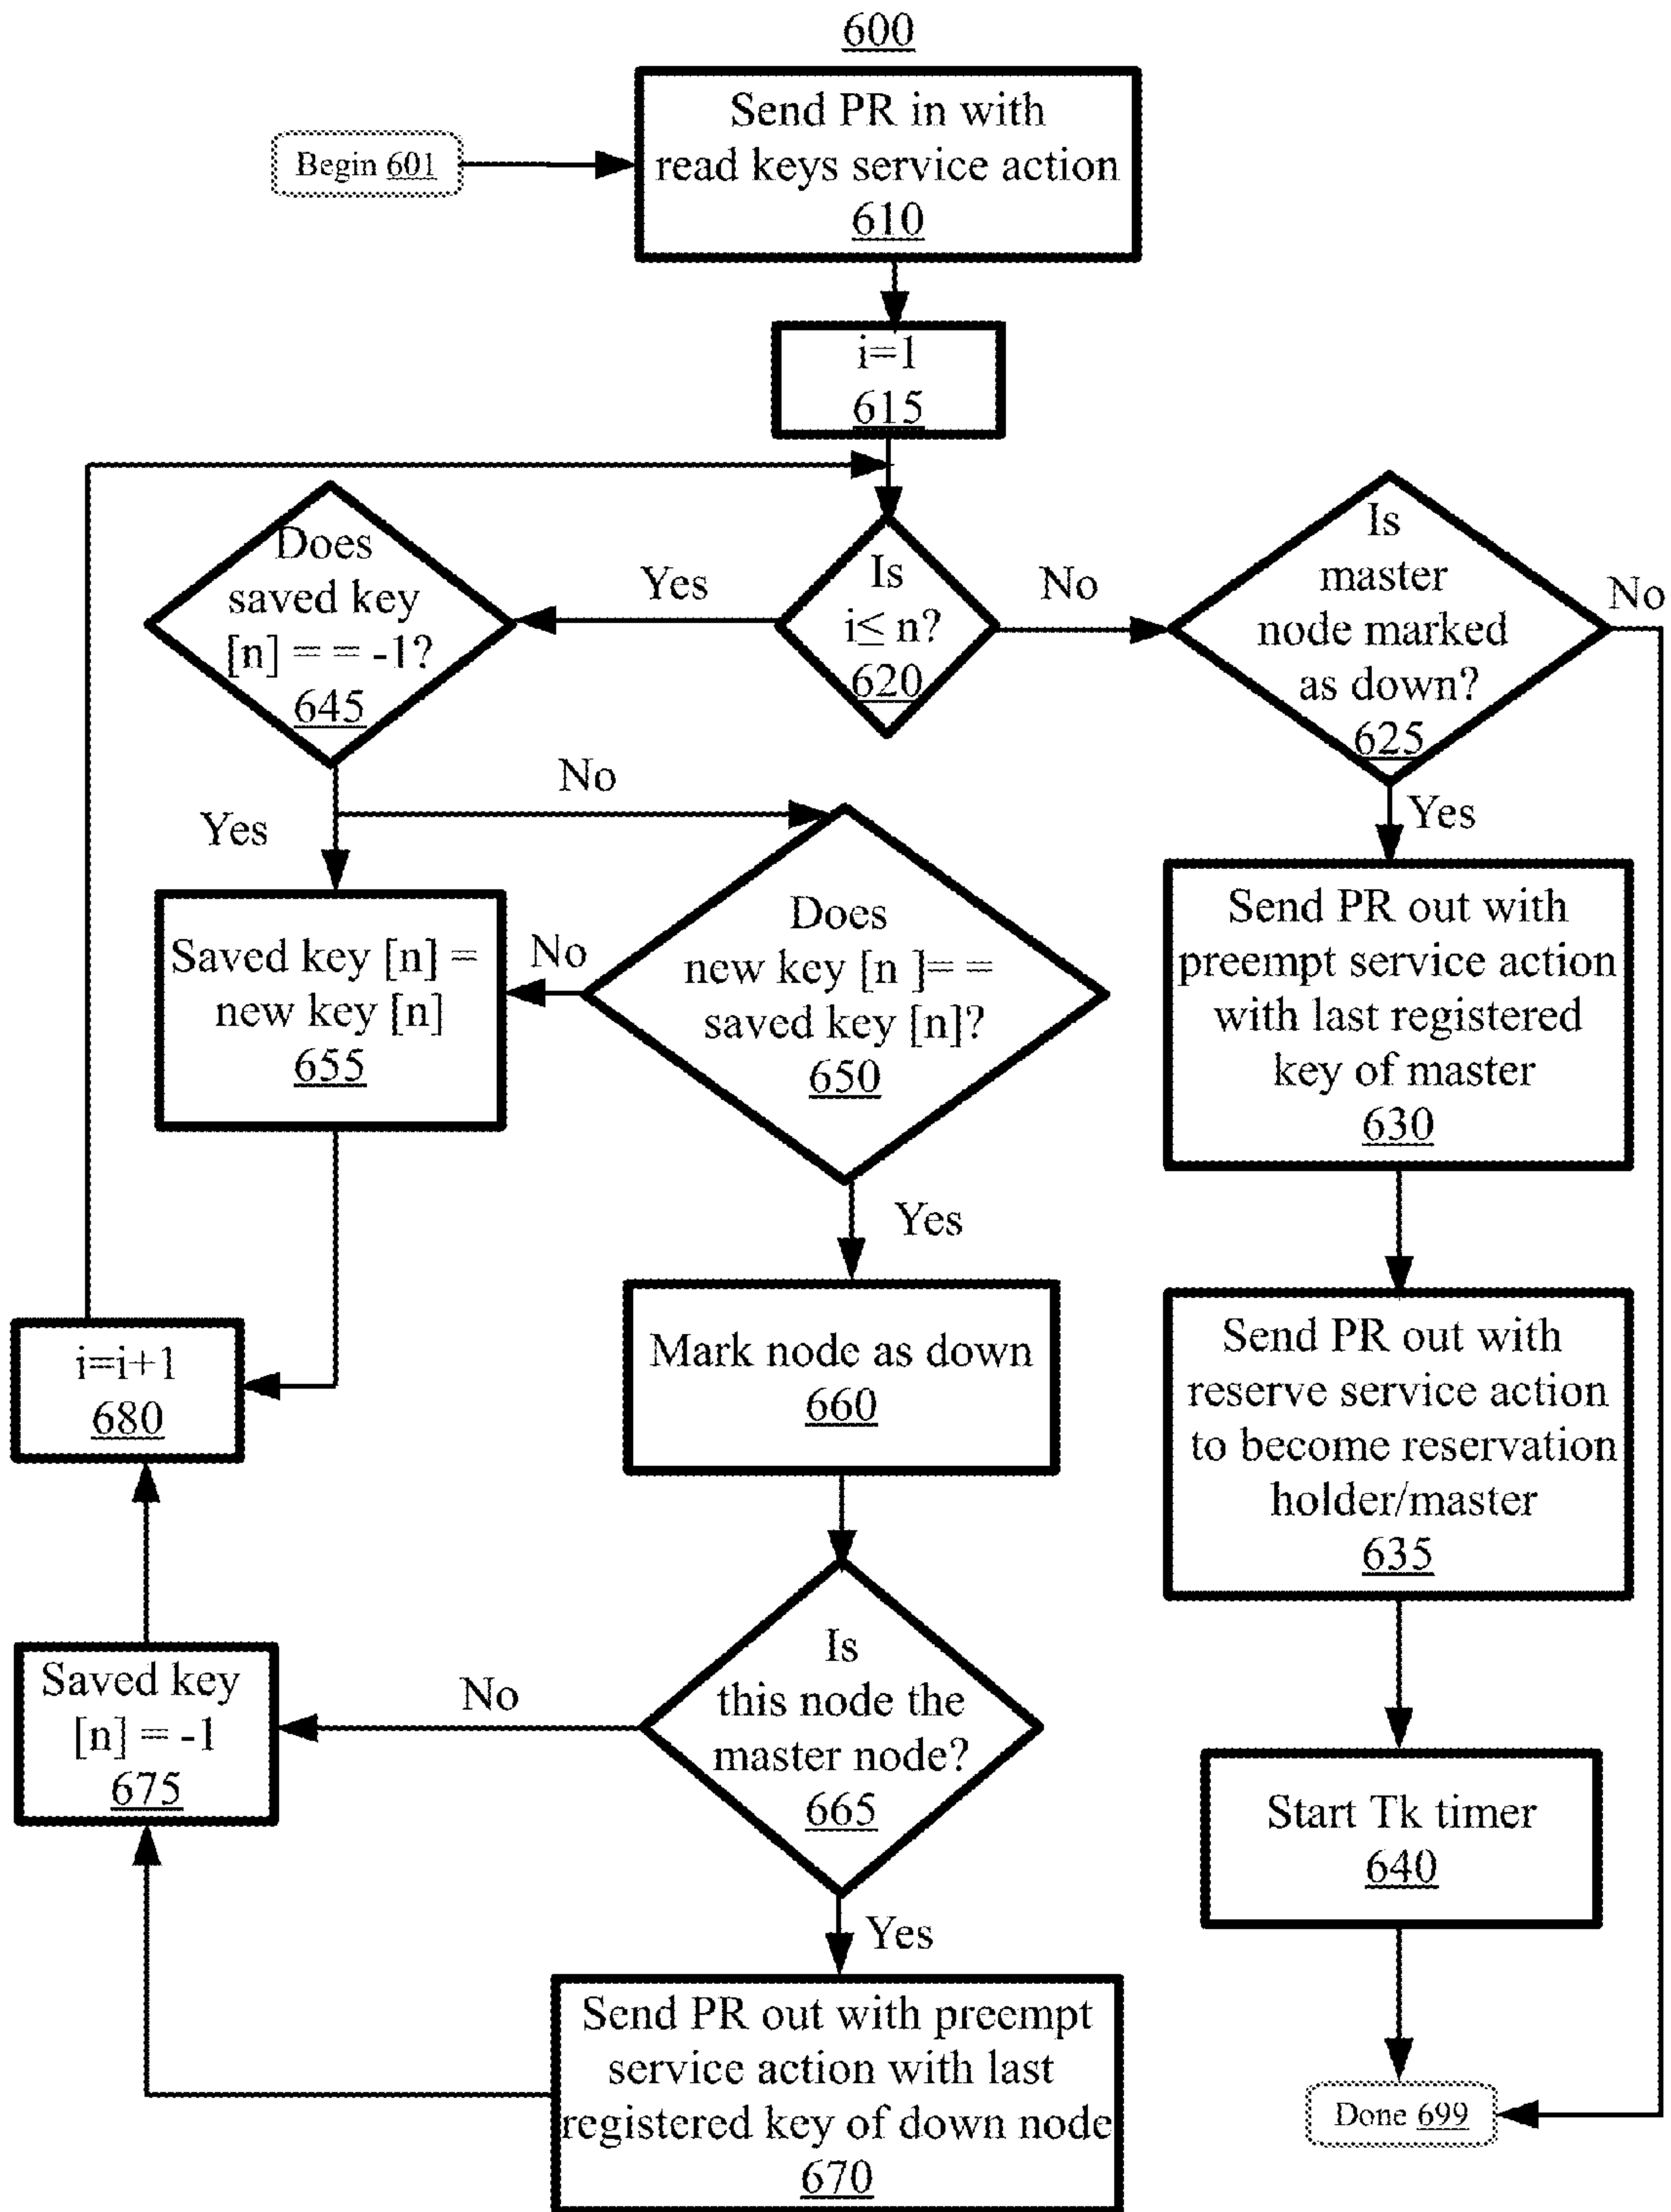 600
Send PR in with
read keys service action
610
Begin 601
i=1
615
Does
saved key
[n] = = -1?
645
Yes
Is
i≤ n?
620
No
Is
master
node marked
as down?
625
No
No
Yes
Yes
Saved key [n] =
new key [n]
655
No
Does
new key [n ]= =
saved key [n]?
650
Send PR out with
preempt service action
with last registered
key of master
630
Yes
i=i+1
680
Mark node as down
660
Send PR out with
reserve service action
to become reservation
holder/master
635
Saved key
[n] = -1
675
No
Is
this node the
master node?
665
Start Tk timer
640
Yes
Send PR out with preempt
service action with last
registered key of down node
670
Done 699